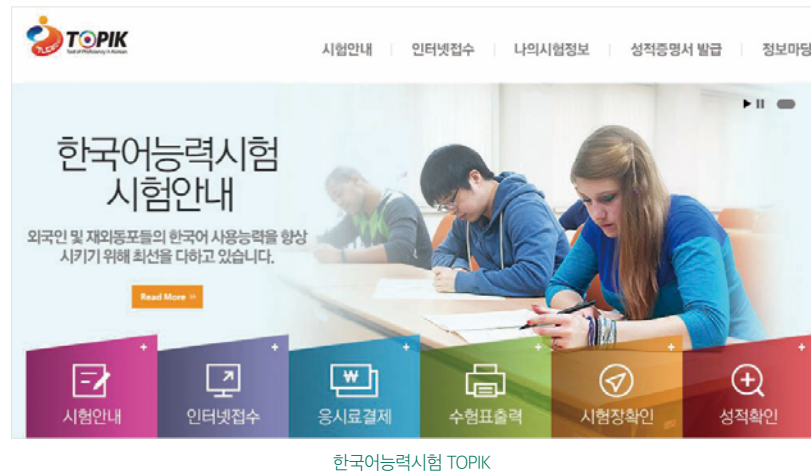 TOPIK
Test of Proficiency in Korean
시험안내 인터넷접수 나의시험정보 성적증명서 발급 정보마당
한국어능력시험
시험안내
외국인 및 재외동포들의 한국어 사용능력을 향상
시키기 위해 최선을 다하고 있습니다.
Read More
시험안내 인터넷접수 응시료결제 수험표출력 시험장확인 성적확인
한국어능력시험 TOPIK